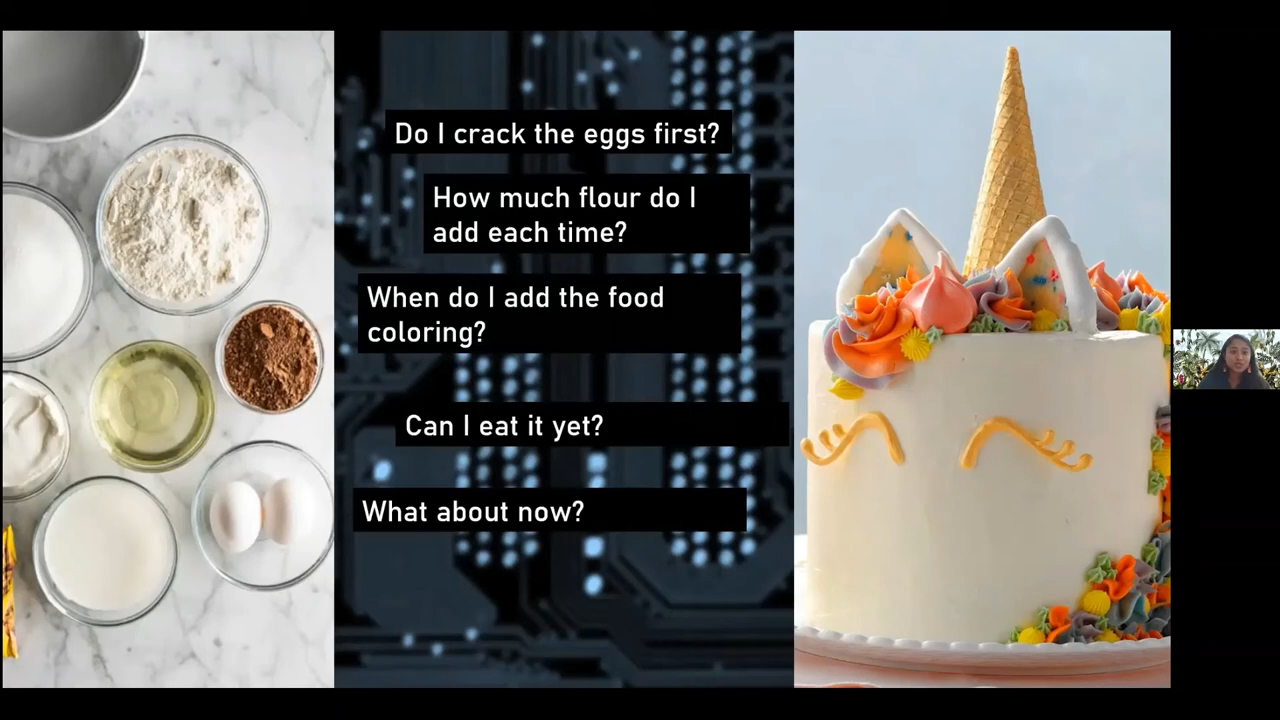 Do I crack the eggs first?
How much flour do I
add each time?
When do I add the food
coloring?
Can I eat it yet?
What about now?